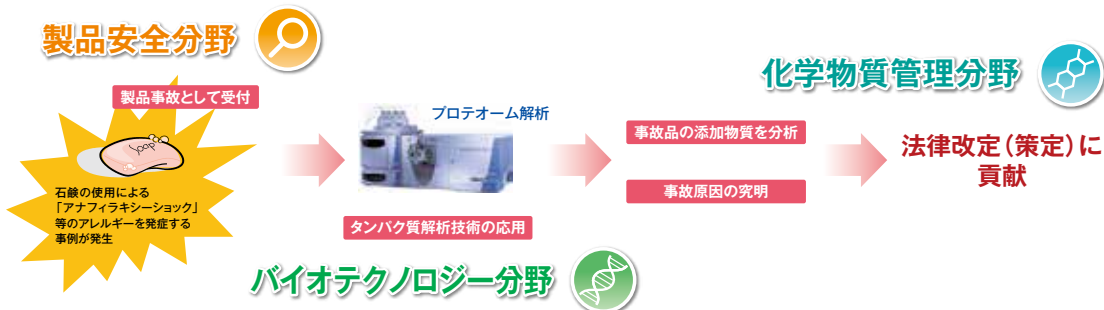 製品安全分野
製品事故として受付
Soap
石鹸の使用による
「アナフィラキシーショック」
等のアレルギーを発症する
事例が発生
プロテオーム解析
タンパク質解析技術の応用
バイオテクノロジー分野
事故品の添加物質を分析
事故原因の究明
化学物質管理分野
法律改定（策定）に
貢献